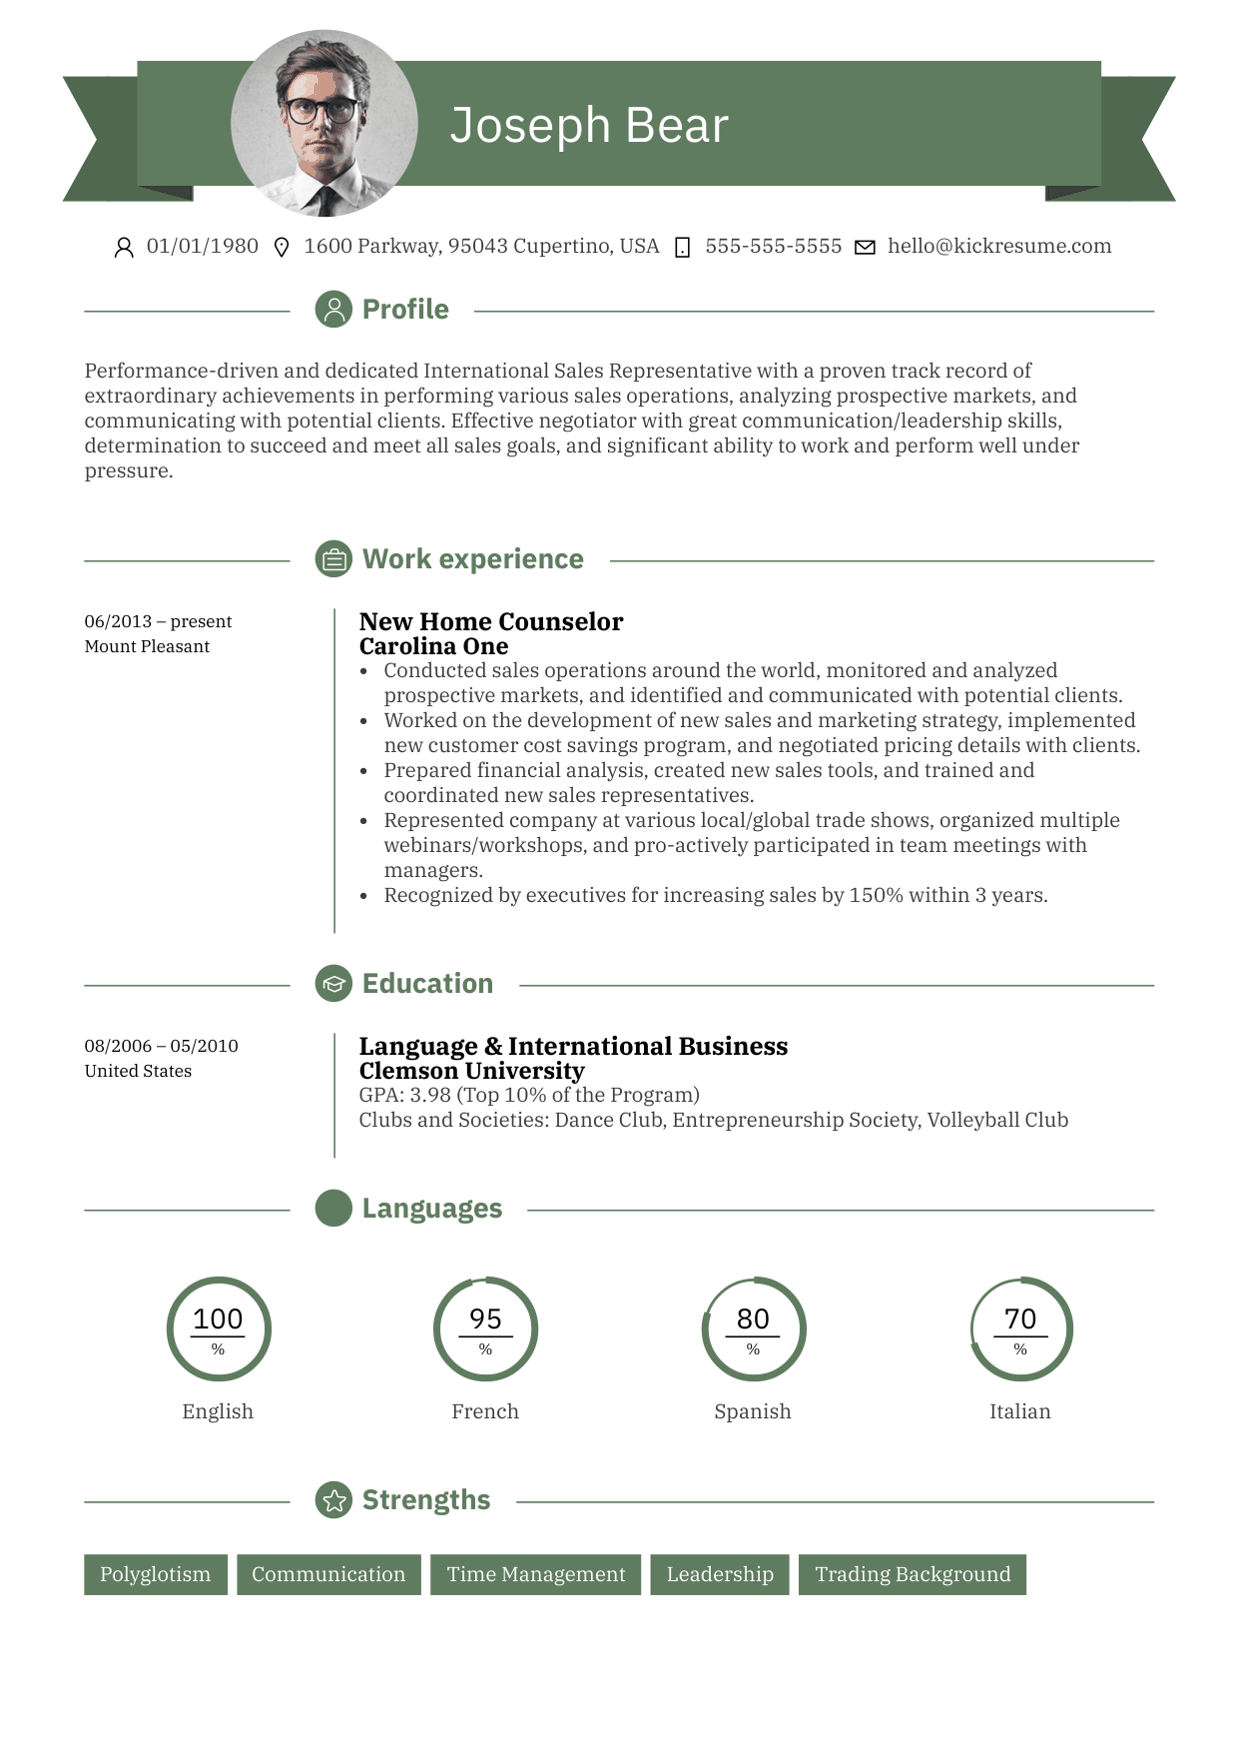 Joseph Bear
01/01/1980 1600 Parkway, 95043 Cupertino, USA 555-555-5555 hello@kickresume.com
Profile
Performance-driven and dedicated International Sales Representative with a proven track record of
extraordinary achievements in performing various sales operations, analyzing prospective markets, and
communicating with potential clients. Effective negotiator with great communication/leadership skills,
determination to succeed and meet all sales goals, and significant ability to work and perform well under
pressure.
Work experience
06/2013 – present
Mount Pleasant
New Home Counselor
Carolina One
• Conducted sales operations around the world, monitored and analyzed
prospective markets, and identified and communicated with potential clients.
• Worked on the development of new sales and marketing strategy, implemented
new customer cost savings program, and negotiated pricing details with clients.
• Prepared financial analysis, created new sales tools, and trained and
coordinated new sales representatives.
• Represented company at various local/global trade shows, organized multiple
webinars/workshops, and pro-actively participated in team meetings with
managers.
• Recognized by executives for increasing sales by 150% within 3 years.
Education
08/2006 – 05/2010
United States
Language & International Business
Clemson University
GPA: 3.98 (Top 10% of the Program)
Clubs and Societies: Dance Club, Entrepreneurship Society, Volleyball Club
Languages
100
%
English
95
%
French
80
%
Spanish
70
%
Italian
Strengths
Polyglotism Communication Time Management Leadership Trading Background